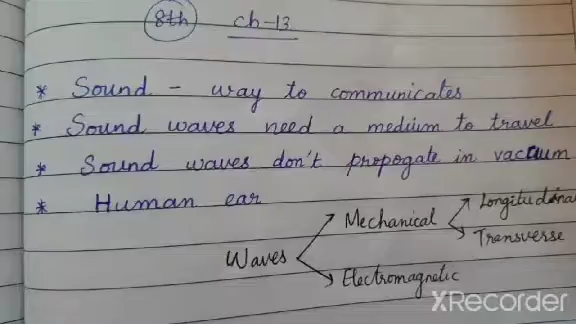 8th Ch-13
* Sound - way to communicates
* Sound waves need a medium to travel
* Sound waves don't propogate in vacuum
* Human ear
Waves
Mechanical
Longitudinal
Transverse
Electromagnetic
XRecorder